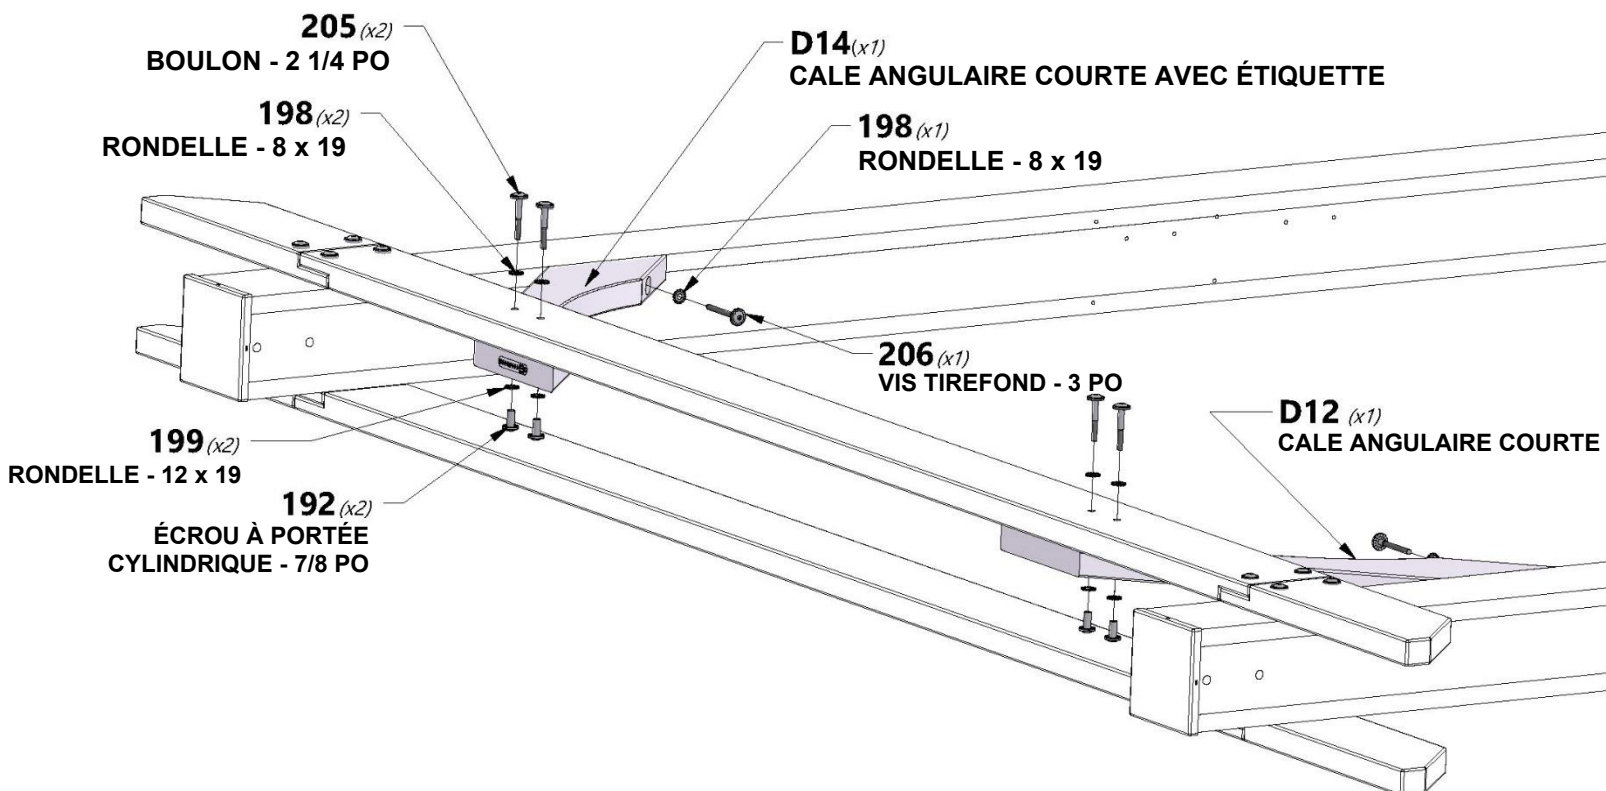 205 (x2)
BOULON - 2 1/4 PO
D14(x1)
CALE ANGULAIRE COURTE AVEC ÉTIQUETTE
198 (x2)
RONDELLE - 8 x 19
198 (x1)
RONDELLE - 8 x 19
206 (x1)
VIS TIREFOND - 3 PO
D12 (x1)
CALE ANGULAIRE COURTE
199 (x2)
RONDELLE - 12 x 19
192 (x2)
ÉCROU À PORTÉE
CYLINDRIQUE - 7/8 PO